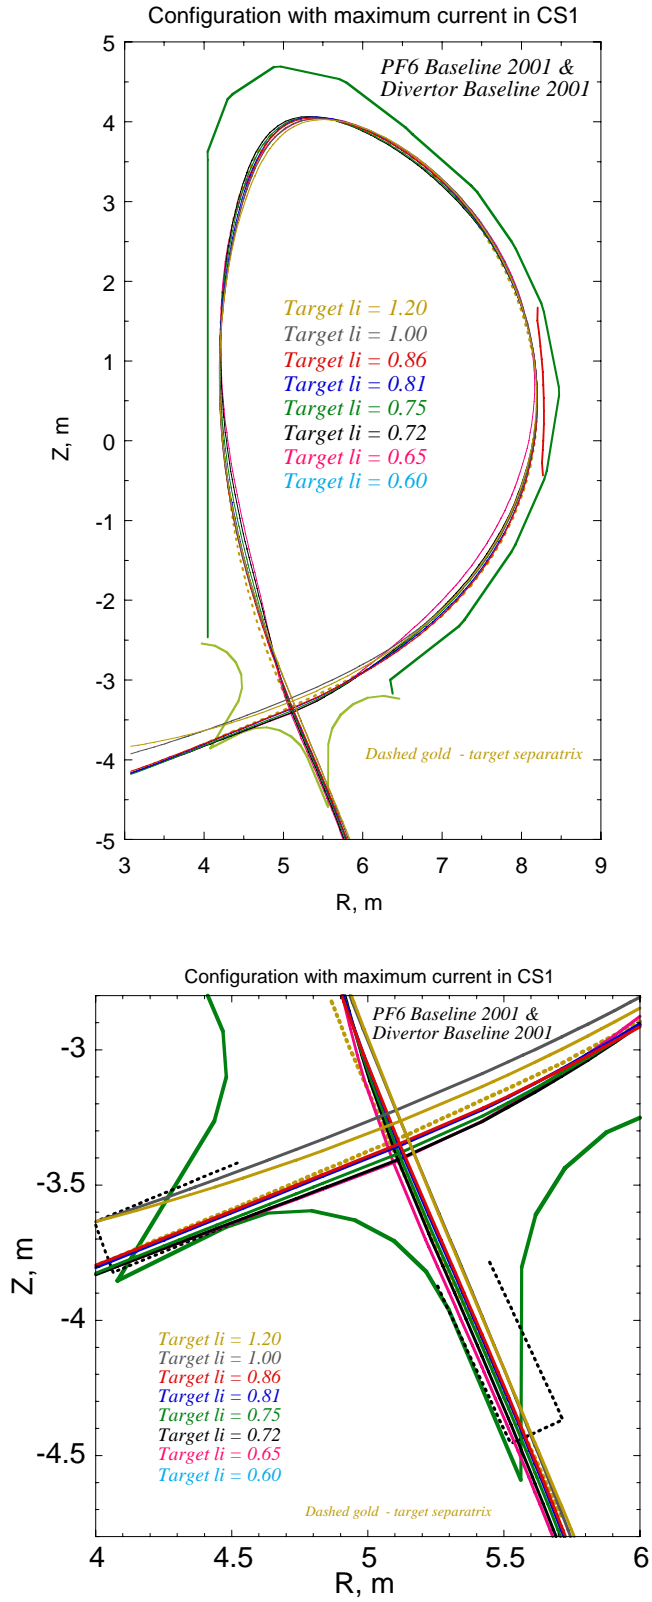 Configuration with maximum current in CS1
PF6 Baseline 2001 &
Divertor Baseline 2001
5
4
3
2
1
0
-1
-2
-3
-4
-5
Z, m
Target li = 1.20
Target li = 1.00
Target li = 0.86
Target li = 0.81
Target li = 0.75
Target li = 0.72
Target li = 0.65
Target li = 0.60
Dashed gold - target separatrix
3 4 5 6 7 8 9
R, m
Configuration with maximum current in CS1
PF6 Baseline 2001 &
Divertor Baseline 2001
-3
-3.5
-4
-4.5
Z, m
Target li = 1.20
Target li = 1.00
Target li = 0.86
Target li = 0.81
Target li = 0.75
Target li = 0.72
Target li = 0.65
Target li = 0.60
Dashed gold - target separatrix
4 4.5 5 5.5 6
R, m